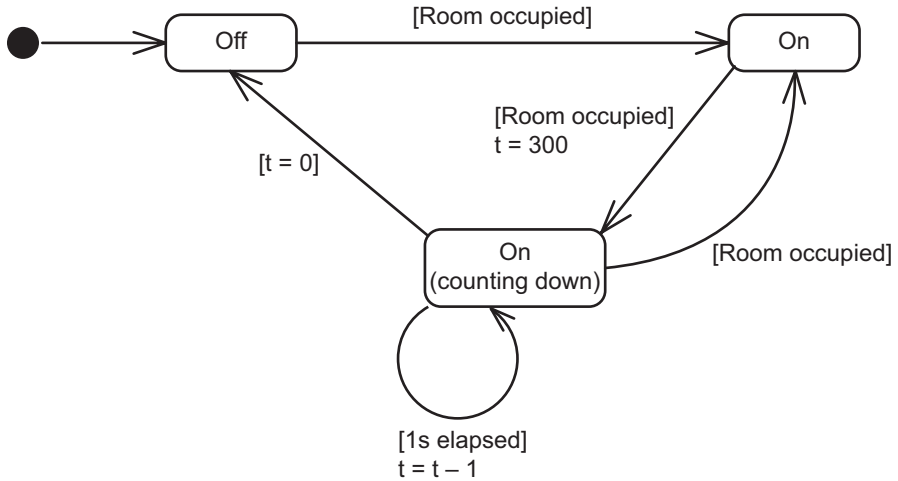 [Room occupied]
Off
On
[Room occupied]
t = 300
[t = 0]
On
(counting down)
[Room occupied]
[1s elapsed]
t = t – 1